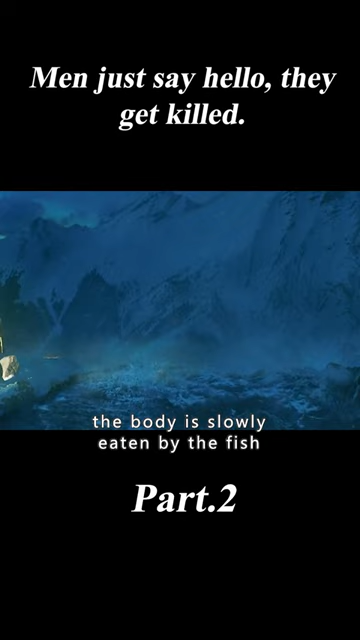 Men just say hello, they
get killed.
the body is slowly
eaten by the fish
Part.2